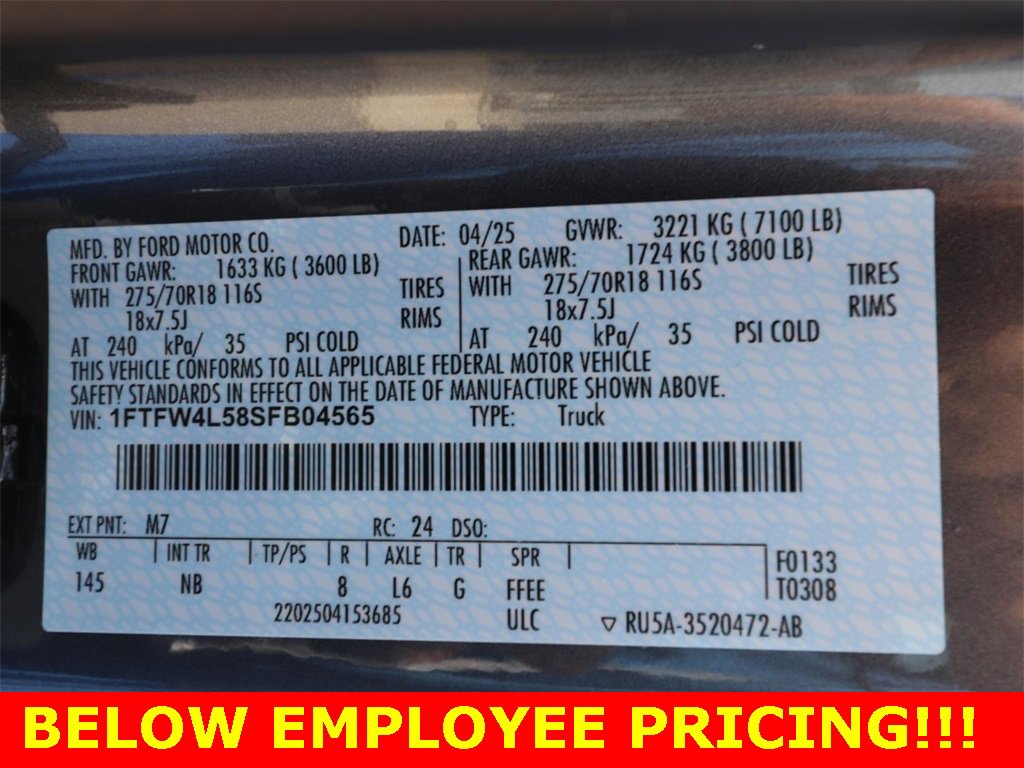 MFD. BY FORD MOTOR CO. DATE: 04/25 GVWR: 3221 KG ( 7100 LB)
FRONT GAWR: 1633 KG ( 3600 LB) REAR GAWR: 1724 KG ( 3800 LB)
WITH 275/70R18 116S TIRES WITH 275/70R18 116S TIRES
18x7.5J RIMS 18x7.5J RIMS
AT 240 kPa/ 35 PSI COLD AT 240 kPa/ 35 PSI COLD
THIS VEHICLE CONFORMS TO ALL APPLICABLE FEDERAL MOTOR VEHICLE
SAFETY STANDARDS IN EFFECT ON THE DATE OF MANUFACTURE SHOWN ABOVE.
VIN: 1FTFW4L58SFB04565 TYPE: Truck
EXT PNT: M7 RC: 24 DSO:
WB INT TR TP/PS R AXLE TR SPR F0133
145 NB 8 L6 G FFEE T0308
2202504153685 ULC RU5A-3520472-AB
BELOW EMPLOYEE PRICING!!!